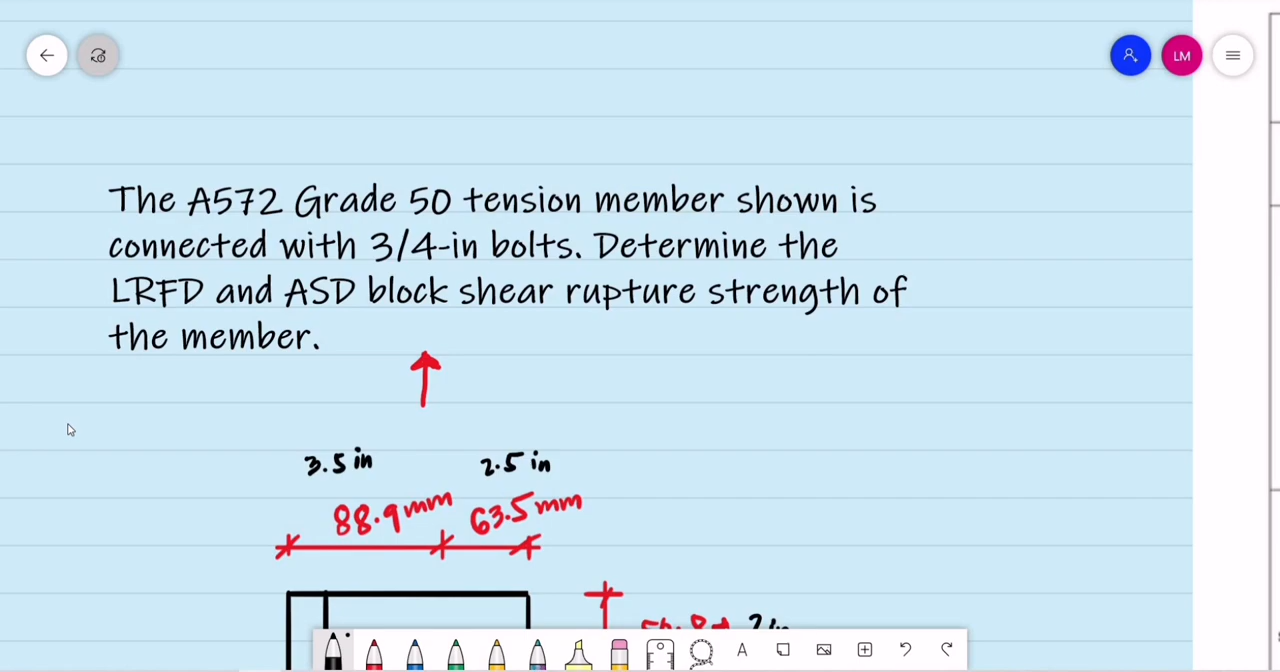 LM
The A572 Grade 50 tension member shown is
connected with 3/4-in bolts. Determine the
LRFD and ASD block shear rupture strength of
the member.
3.5 in 2.5 in
88.9mm 63.5mm
A